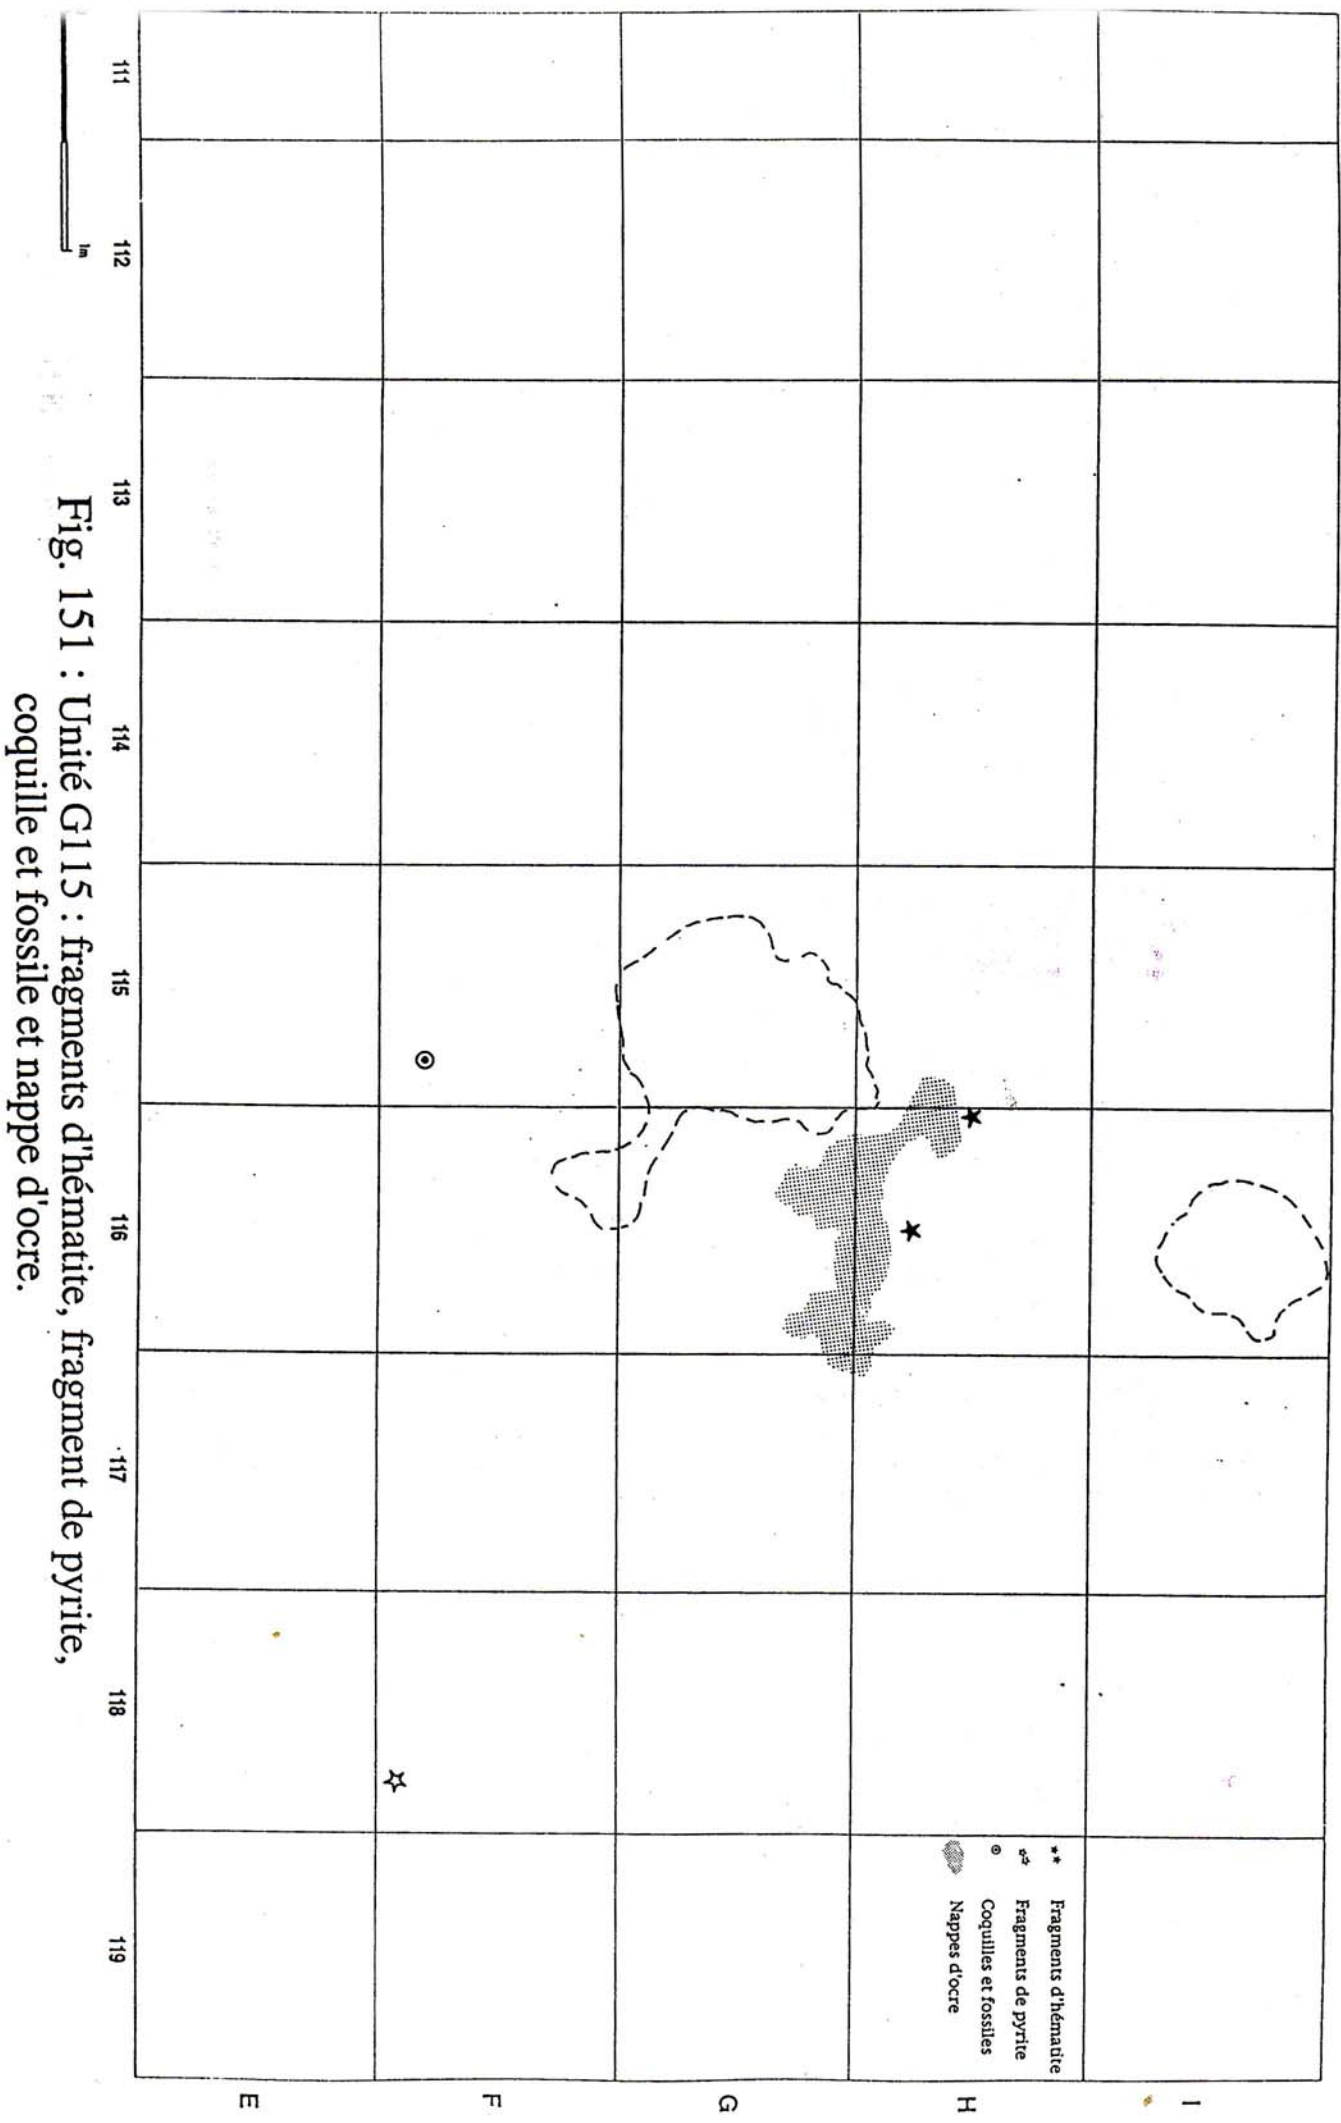 ** Fragments d'hématite
☆☆ Fragments de pyrite
⊙ Coquilles et fossiles
Nappes d'ocre
I
H
G
F
E
111 112 113 114 115 116 117 118 119
1m
Fig. 151 : Unité G115 : fragments d'hématite, fragment de pyrite,
coquille et fossile et nappe d'ocre.